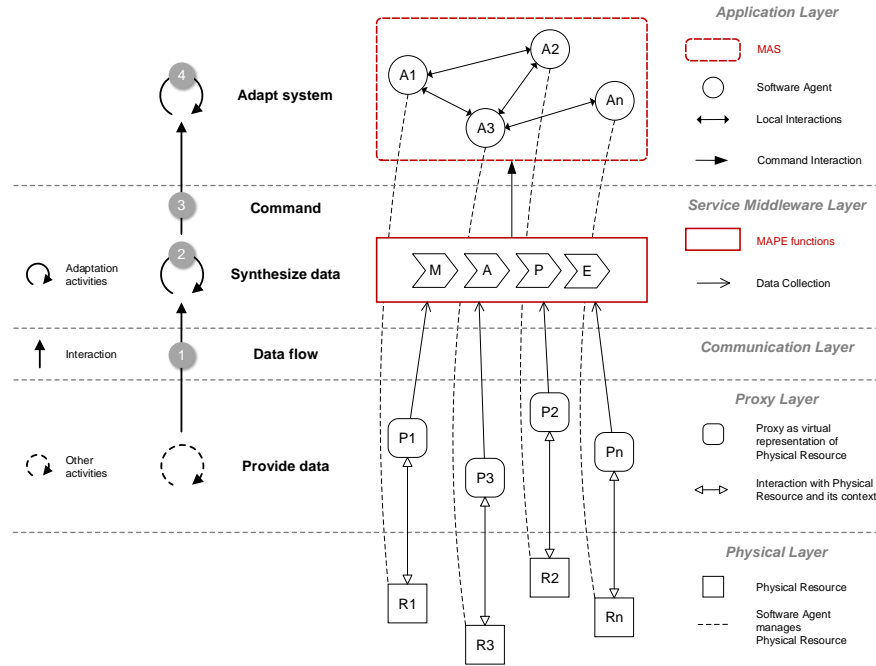 Application Layer
4
Adapt system
A1
A2
A3
An
MAS
Software Agent
Local Interactions
Command Interaction
3
Command
Service Middleware Layer
2
Synthesize data
Adaptation
activities
M
A
P
E
MAPE functions
Data Collection
Interaction
1
Data flow
Communication Layer
Proxy Layer
Other
activities
Provide data
P1
P3
P2
Pn
Proxy as virtual
representation of
Physical Resource
Interaction with Physical
Resource and its context
Physical Layer
R1
R3
R2
Rn
Physical Resource
Software Agent
manages
Physical Resource